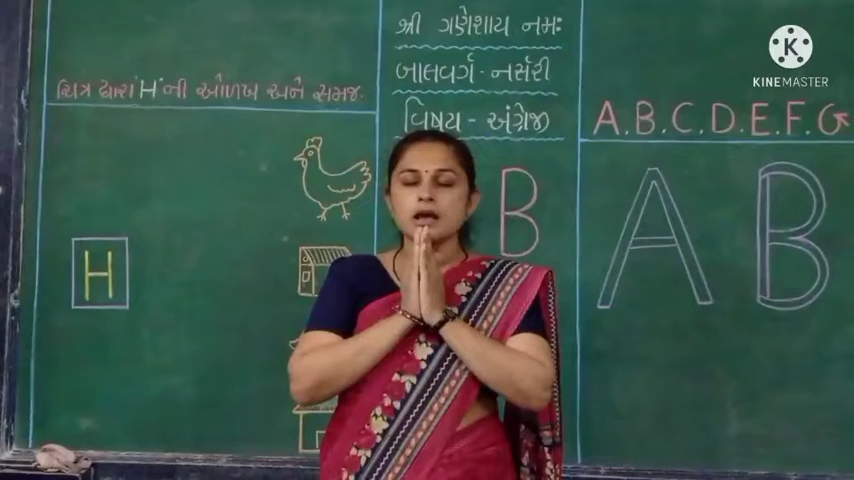 શ્રી ગણેશાય નમઃ
બાલવર્ગ - નર્સરી
વિષય - અંગ્રેજી
ચિત્ર દ્વારા 'H' ની ઓળખ અને સમજ.
H
B
A.B.C.D.E.F.G
A B
K
KINEMASTER